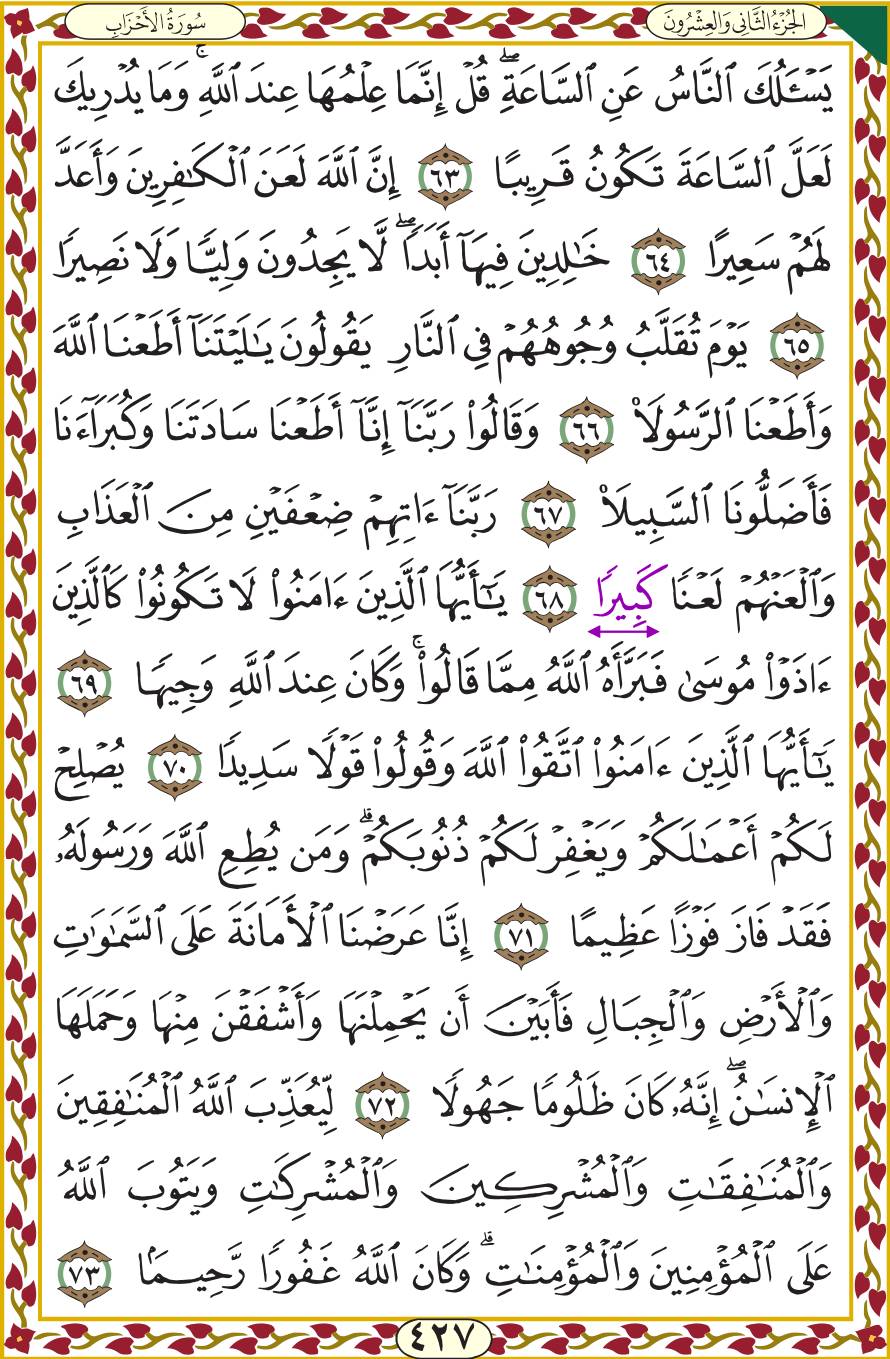 الجُزْءُ الثَّانِي وَالعِشْرُونَ
سُورَةُ الأَحْزَابِ
يَسْـَٔلُكَ ٱلنَّاسُ عَنِ ٱلسَّاعَةِۖ قُلْ إِنَّمَا عِلْمُهَا عِندَ ٱللَّهِۚ وَمَا يُدْرِيكَ
لَعَلَّ ٱلسَّاعَةَ تَكُونُ قَرِيبًا ٦٣ إِنَّ ٱللَّهَ لَعَنَ ٱلْكَٰفِرِينَ وَأَعَدَّ
لَهُمْ سَعِيرًا ٦٤ خَٰلِدِينَ فِيهَآ أَبَدًاۖ لَّا يَجِدُونَ وَلِيًّا وَلَا نَصِيرًا
٦٥ يَوْمَ تُقَلَّبُ وُجُوهُهُمْ فِي ٱلنَّارِ يَقُولُونَ يَٰلَيْتَنَآ أَطَعْنَا ٱللَّهَ
وَأَطَعْنَا ٱلرَّسُولَا۠ ٦٦ وَقَالُوا۟ رَبَّنَآ إِنَّآ أَطَعْنَا سَادَتَنَا وَكُبَرَآءَنَا
فَأَضَلُّونَا ٱلسَّبِيلَا۠ ٦٧ رَبَّنَآ ءَاتِهِمْ ضِعْفَيْنِ مِنَ ٱلْعَذَابِ
وَٱلْعَنْهُمْ لَعْنًا كَبِيرًا ٦٨ يَٰٓأَيُّهَا ٱلَّذِينَ ءَامَنُوا۟ لَا تَكُونُوا۟ كَٱلَّذِينَ
ءَاذَوْا۟ مُوسَىٰ فَبَرَّأَهُ ٱللَّهُ مِمَّا قَالُوا۟ۚ وَكَانَ عِندَ ٱللَّهِ وَجِيهًا ٦٩
يَٰٓأَيُّهَا ٱلَّذِينَ ءَامَنُوا۟ ٱتَّقُوا۟ ٱللَّهَ وَقُولُوا۟ قَوْلًا سَدِيدًا ٧٠ يُصْلِحْ
لَكُمْ أَعْمَٰلَكُمْ وَيَغْفِرْ لَكُمْ ذُنُوبَكُمْۗ وَمَن يُطِعِ ٱللَّهَ وَرَسُولَهُۥ
فَقَدْ فَازَ فَوْزًا عَظِيمًا ٧١ إِنَّا عَرَضْنَا ٱلْأَمَانَةَ عَلَى ٱلسَّمَٰوَٰتِ
وَٱلْأَرْضِ وَٱلْجِبَالِ فَأَبَيْنَ أَن يَحْمِلْنَهَا وَأَشْفَقْنَ مِنْهَا وَحَمَلَهَا
ٱلْإِنسَٰنُۖ إِنَّهُۥ كَانَ ظَلُومًا جَهُولًا ٧٢ لِّيُعَذِّبَ ٱللَّهُ ٱلْمُنَٰفِقِينَ
وَٱلْمُنَٰفِقَٰتِ وَٱلْمُشْرِكِينَ وَٱلْمُشْرِكَٰتِ وَيَتُوبَ ٱللَّهُ
عَلَى ٱلْمُؤْمِنِينَ وَٱلْمُؤْمِنَٰتِۗ وَكَانَ ٱللَّهُ غَفُورًا رَّحِيمًۢا ٧٣
٤٢٧